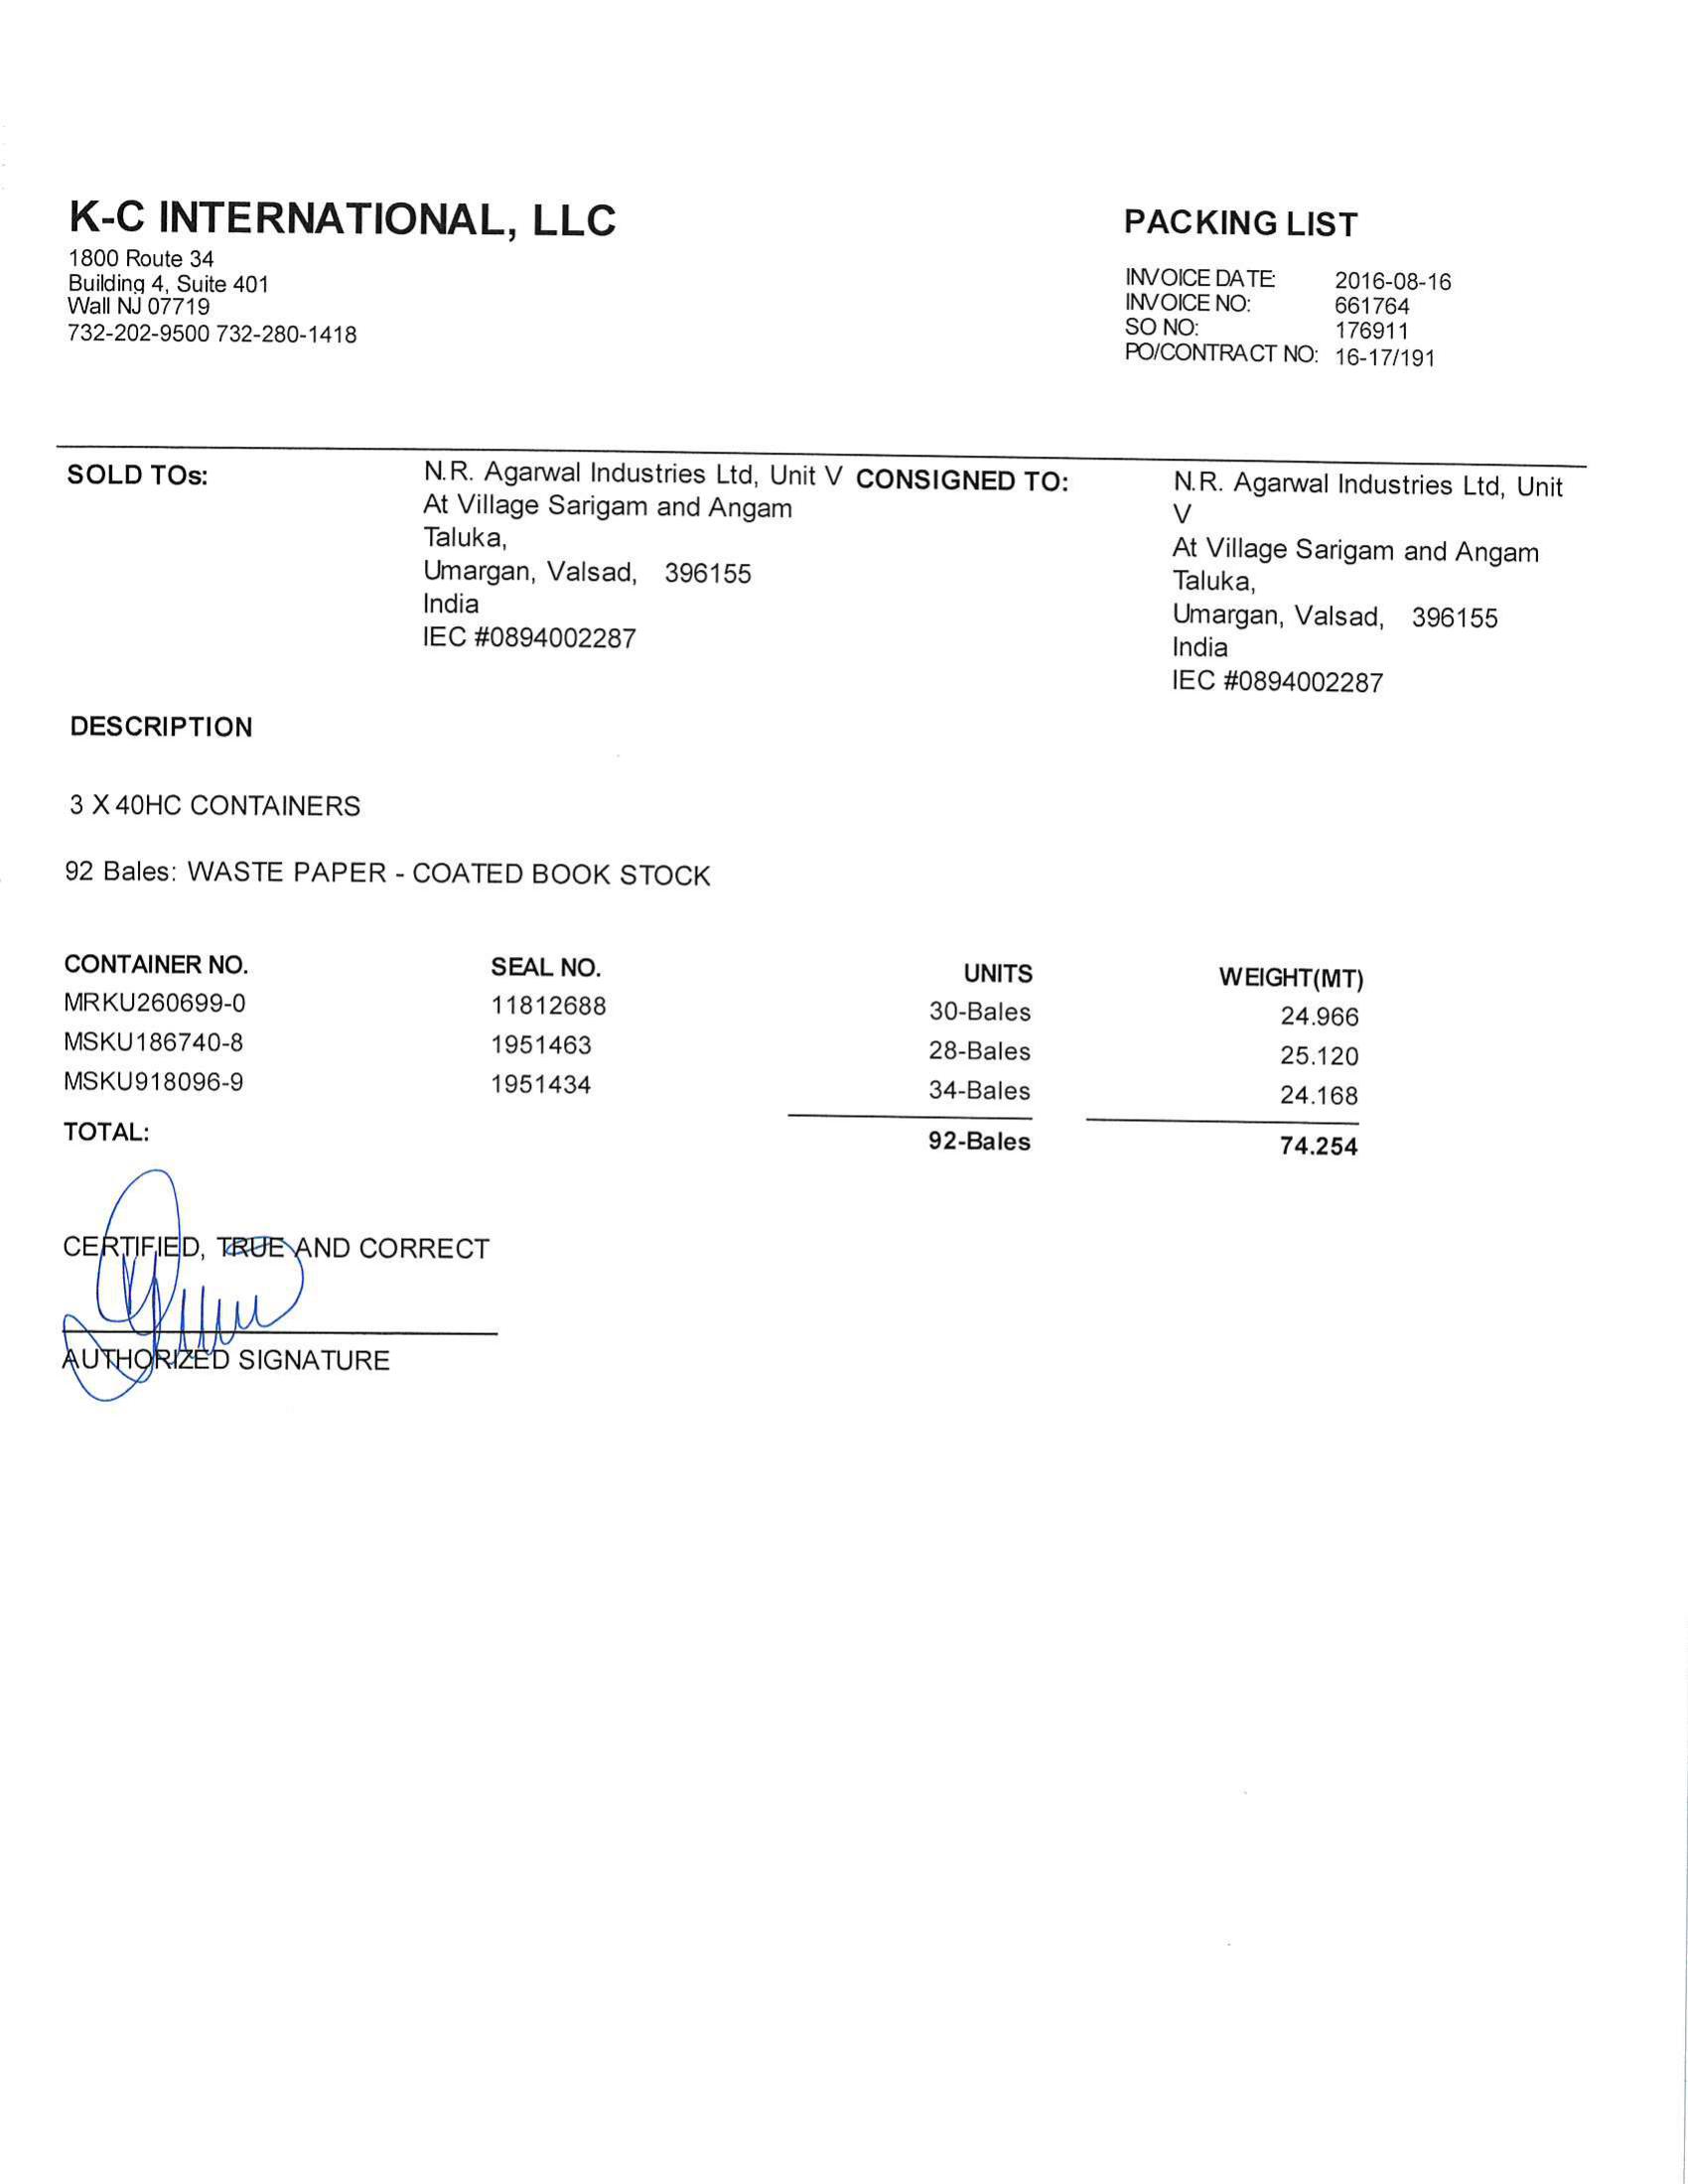 K-C INTERNATIONAL, LLC
1800 Route 34
Building 4, Suite 401
Wall NJ 07719
732-202-9500 732-280-1418
PACKING LIST
INVOICE DATE: 2016-08-16
INVOICE NO: 661764
SO NO: 176911
PO/CONTRACT NO: 16-17/191
SOLD TOs:
N.R. Agarwal Industries Ltd, Unit V
At Village Sarigam and Angam
Taluka,
Umargan, Valsad, 396155
India
IEC #0894002287
CONSIGNED TO:
N.R. Agarwal Industries Ltd, Unit
V
At Village Sarigam and Angam
Taluka,
Umargan, Valsad, 396155
India
IEC #0894002287
DESCRIPTION
3 X 40HC CONTAINERS
92 Bales: WASTE PAPER - COATED BOOK STOCK
CONTAINER NO. SEAL NO. UNITS WEIGHT(MT)
MRKU260699-0 11812688 30-Bales 24.966
MSKU186740-8 1951463 28-Bales 25.120
MSKU918096-9 1951434 34-Bales 24.168
TOTAL: 92-Bales 74.254
CERTIFIED, TRUE AND CORRECT
AUTHORIZED SIGNATURE